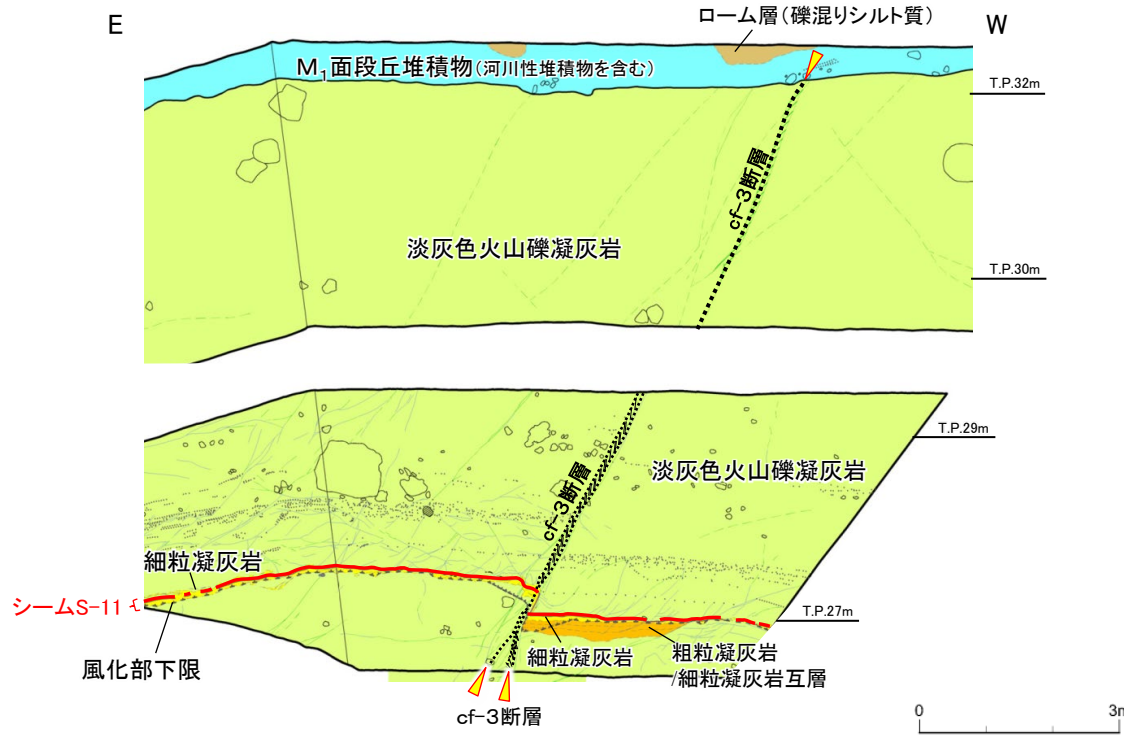 E
ローム層(礫混りシルト質)
W
M₁面段丘堆積物(河川性堆積物を含む)
T.P.32m
cf-3断層
淡灰色火山礫凝灰岩
T.P.30m
T.P.29m
淡灰色火山礫凝灰岩
cf-3断層
細粒凝灰岩
シームS-11
T.P.27m
風化部下限
細粒凝灰岩
粗粒凝灰岩
/細粒凝灰岩互層
cf-3断層
0 3m